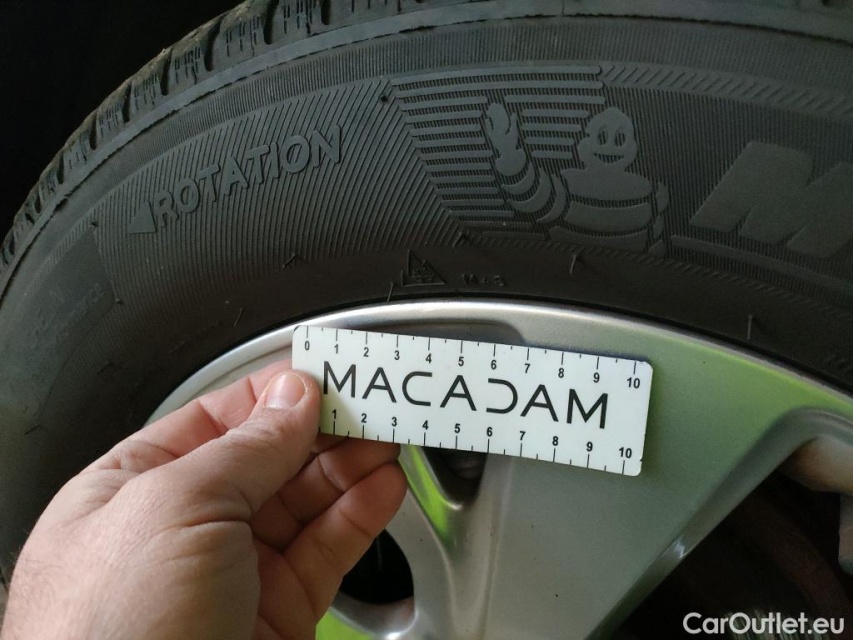 ROTATION
M
0 1 2 3 4 5 6 7 8 9 10
MACADAM
1 2 3 4 5 6 7 8 9 10
CarOutlet.eu